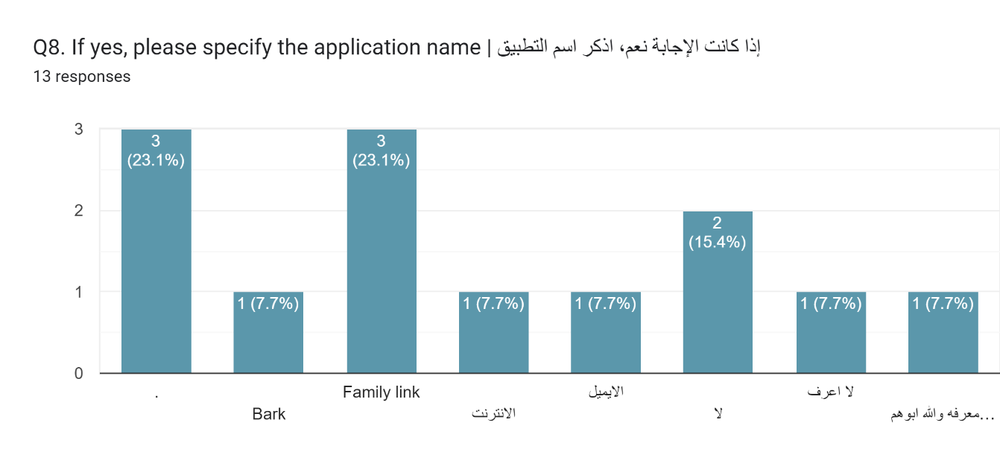 Q8. If yes, please specify the application name | إذا كانت الإجابة نعم، اذكر اسم التطبيق
13 responses
3
2
1
0
3
(23.1%)
1 (7.7%)
3
(23.1%)
1 (7.7%)
1 (7.7%)
2
(15.4%)
1 (7.7%)
1 (7.7%)
.
Bark
Family link
الانترنت
الايميل
لا
لا اعرف
معرفه والله ابوهم…